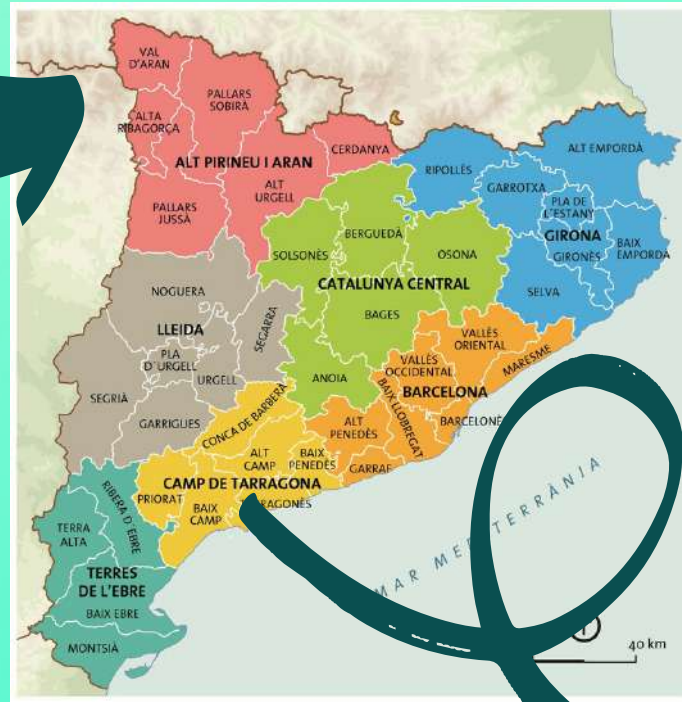 VAL
D'ARAN
PALLARS
SOBIRÀ
ALTA
RIBAGORÇA
ALT PIRINEU I ARAN
CERDANYA
ALT
URGELL
PALLARS
JUSSÀ
RIPOLLÈS
ALT EMPORDÀ
GARROTXA
PLA DE
L'ESTANY
GIRONA
GIRONÈS
BAIX
EMPORDA
SELVA
BERGUEDÀ
OSONA
SOLSONÈS
CATALUNYA CENTRAL
BAGES
ANOIA
NOGUERA
LLEIDA
SEGARRA
PLA
D'URGELL
URGELL
SEGRIÀ
GARRIGUES
VALLÈS
ORIENTAL
VALLÈS
OCCIDENTAL
MARESME
BARCELONA
BAIX LLOBREGAT
BARCELONÈ
ALT
PENEDÈS
GARRAF
CONCA DE BARBERÀ
ALT
CAMP
BAIX
PENEDÈS
CAMP DE TARRAGONA
PRIORAT
BAIX
CAMP
RAGONÈS
RIBERA D'EBRE
TERRA
ALTA
TERRES
DE L'EBRE
BAIX EBRE
MONTSIÀ
MAR MEDITERRÀNIA
40 km